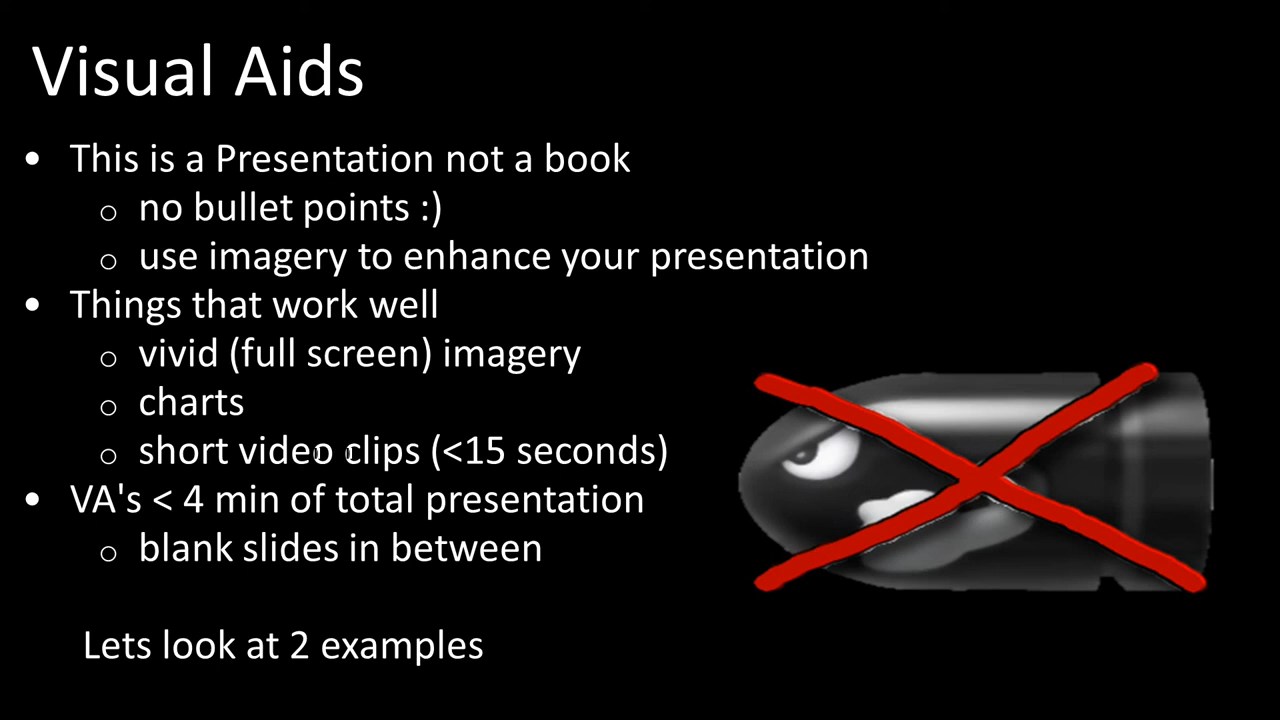 Visual Aids
• This is a Presentation not a book
o no bullet points :)
o use imagery to enhance your presentation
• Things that work well
o vivid (full screen) imagery
o charts
o short video clips (<15 seconds)
• VA's < 4 min of total presentation
o blank slides in between
Lets look at 2 examples